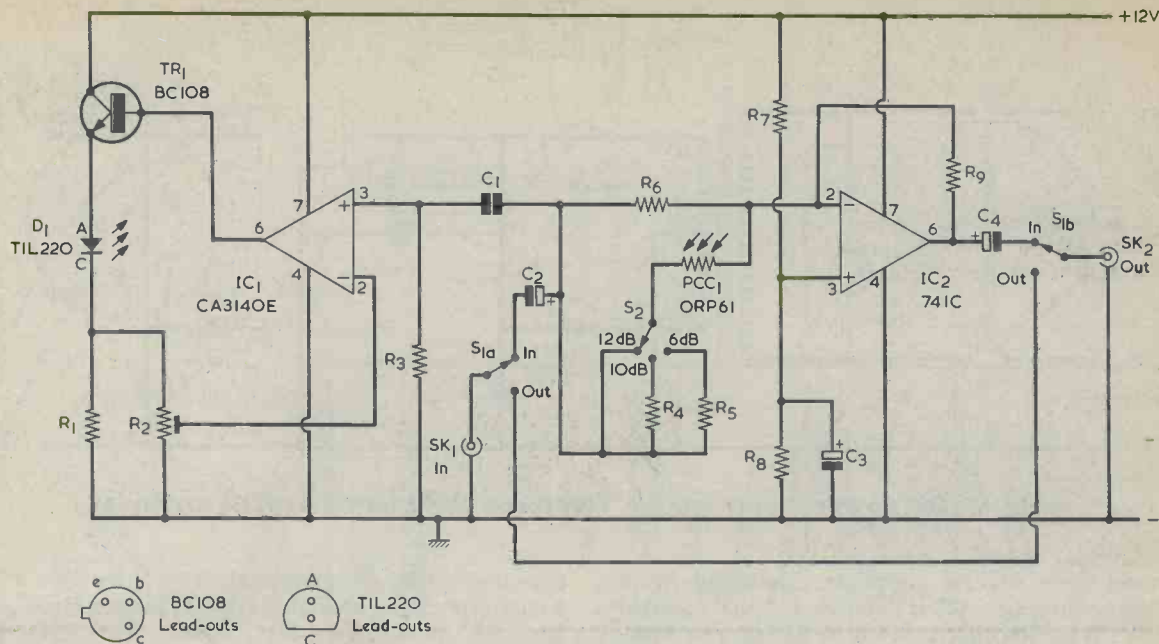 +12V
TR1
BC108
D1
TIL220
A
C
R1
R2
6
7
4
3
+
−
2
IC1
CA3140E
R3
C1
C2
+
S1a
In
Out
SK1
In
R6
PCC1
ORP61
S2
12dB
6dB
10dB
R4
R5
R7
R8
+
C3
2
−
+
3
7
4
6
IC2
741C
R9
C4
+
In
S1b
Out
SK2
Out
−
e
b
c
BC108
Lead-outs
A
C
TIL220
Lead-outs